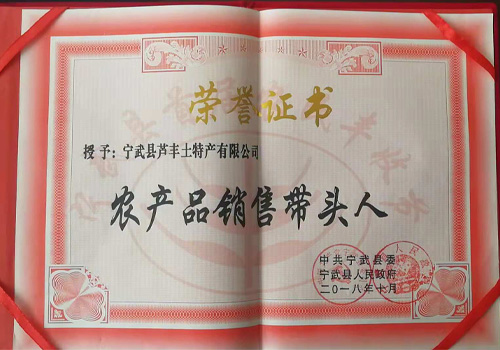 荣誉证书
授予：宁武县芦丰土特产有限公司
农产品销售带头人
中共宁武县委
宁武县人民政府
二〇一八年十月